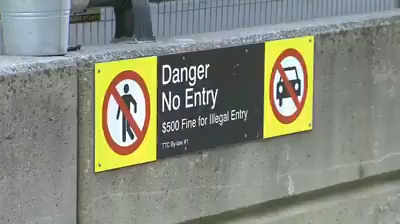 Danger
No Entry
$500 Fine for Illegal Entry
TTC By-law #1